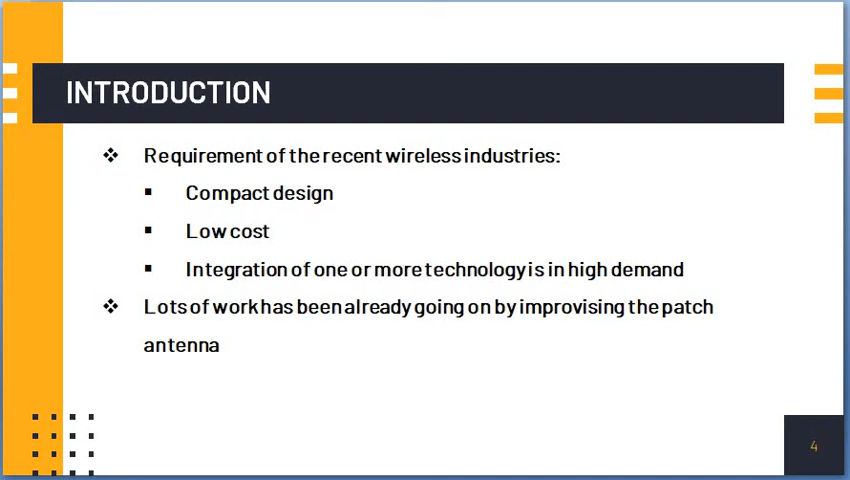 INTRODUCTION
Requirement of the recent wireless industries:
Compact design
Low cost
Integration of one or more technology is in high demand
Lots of work has been already going on by improvising the patch
antenna
4